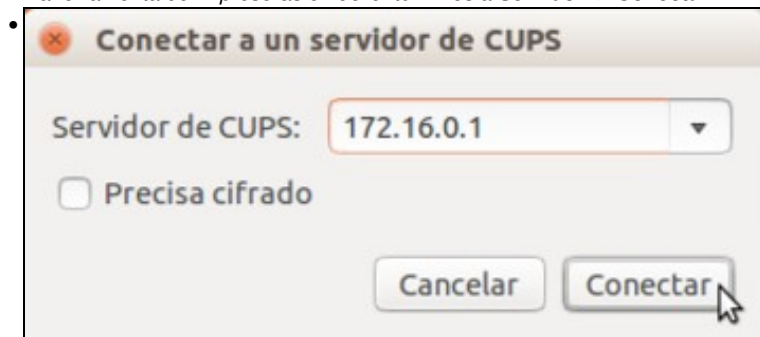 Conectar a un servidor de CUPS
Servidor de CUPS: 172.16.0.1
Precisa cifrado
Cancelar Conectar